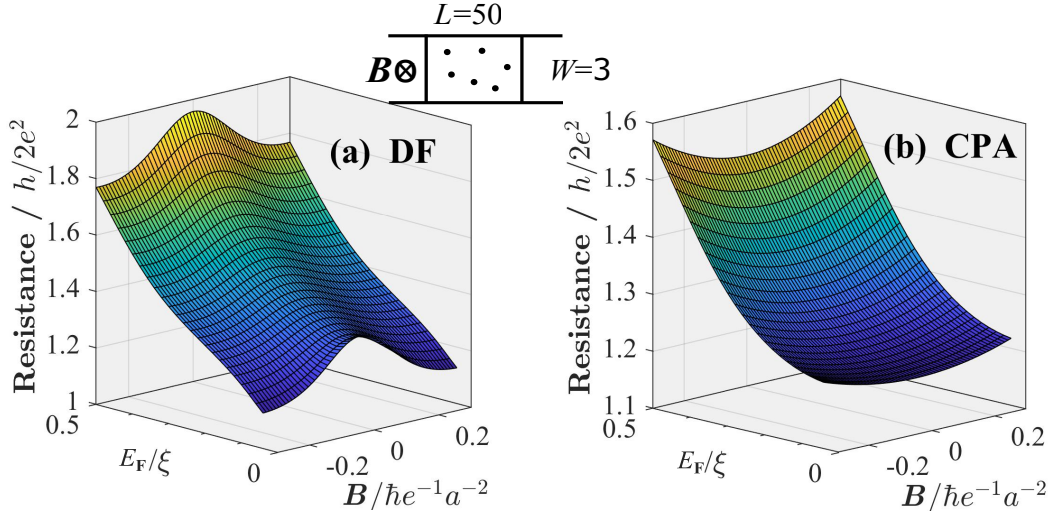 L=50
B⊗
W=3
(a) DF
Resistance / h/2e²
2
1.8
1.6
1.4
1.2
1
0.5
0
E_F/ξ
-0.2
0
0.2
B/ℏe⁻¹a⁻²
(b) CPA
Resistance / h/2e²
1.6
1.5
1.4
1.3
1.2
1.1
0.5
0
E_F/ξ
-0.2
0
0.2
B/ℏe⁻¹a⁻²